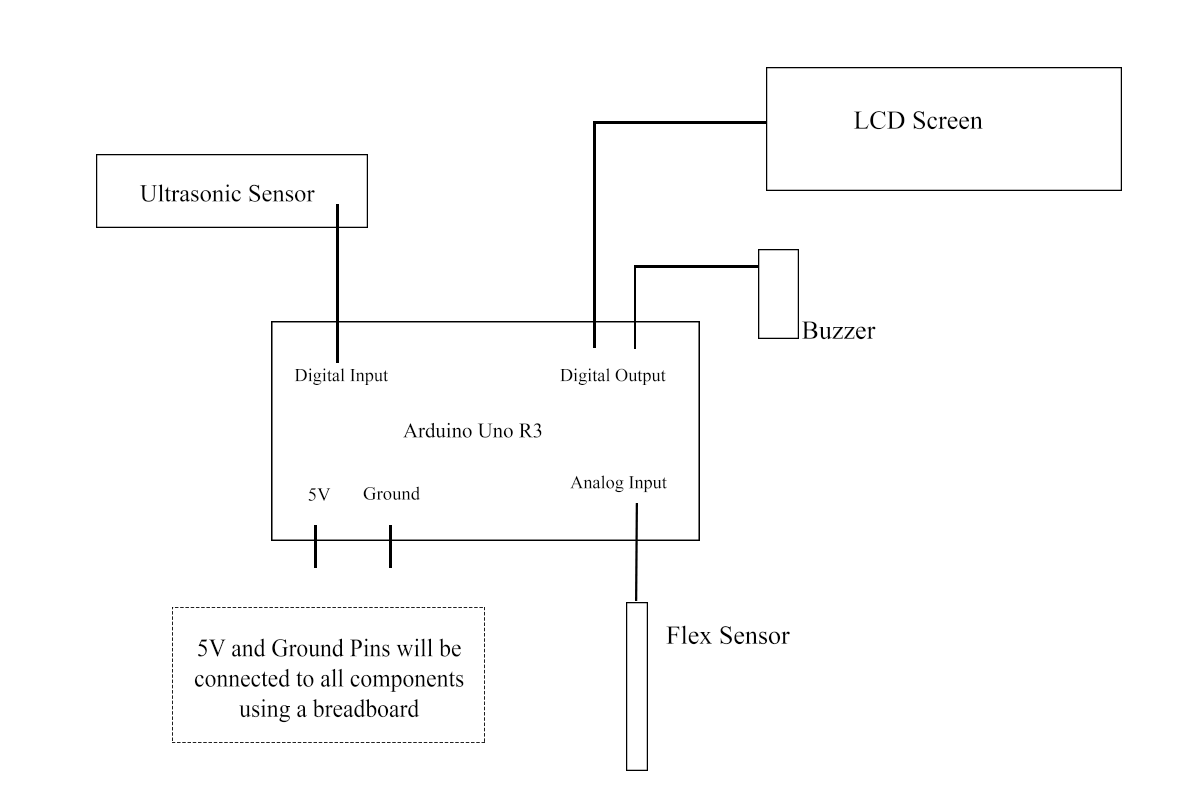 LCD Screen
Ultrasonic Sensor
Buzzer
Digital Input
Digital Output
Arduino Uno R3
Analog Input
5V
Ground
Flex Sensor
5V and Ground Pins will be
connected to all components
using a breadboard